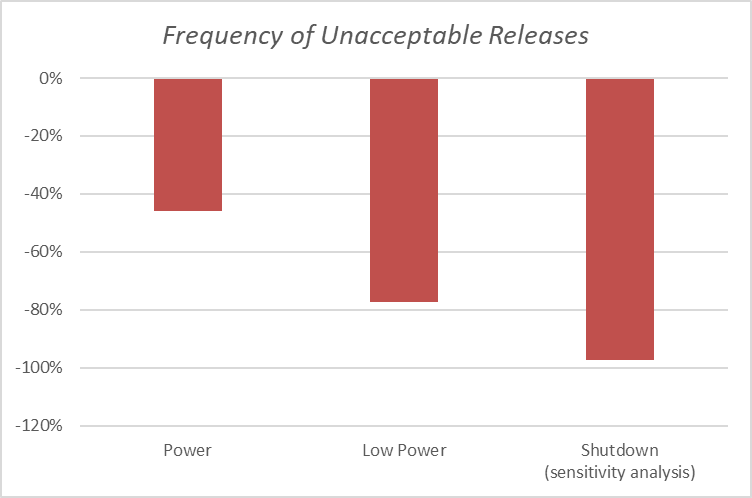 Frequency of Unacceptable Releases
0%
-20%
-40%
-60%
-80%
-100%
-120%
Power
Low Power
Shutdown
(sensitivity analysis)